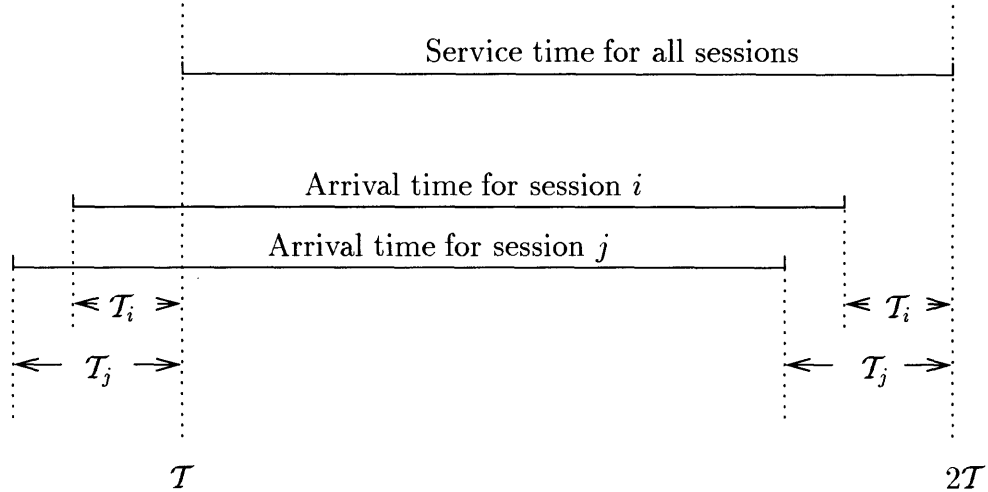 Service time for all sessions
Arrival time for session i
Arrival time for session j
𝒯ᵢ 𝒯ᵢ
𝒯ⱼ 𝒯ⱼ
𝒯 2𝒯